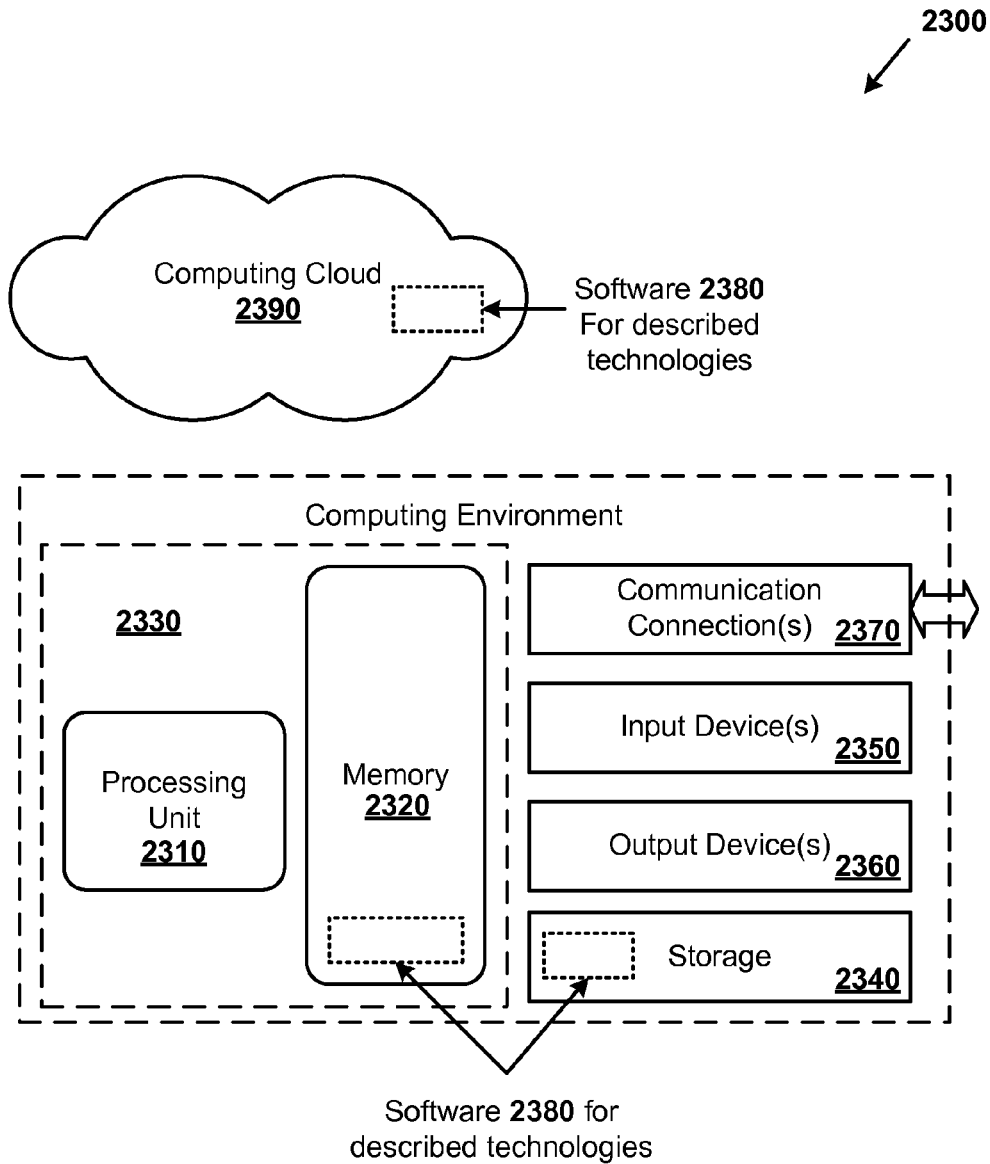 2300
Computing Cloud
2390
Software 2380
For described
technologies
Computing Environment
2330
Processing
Unit
2310
Memory
2320
Communication
Connection(s)
2370
Input Device(s)
2350
Output Device(s)
2360
Storage
2340
Software 2380 for
described technologies